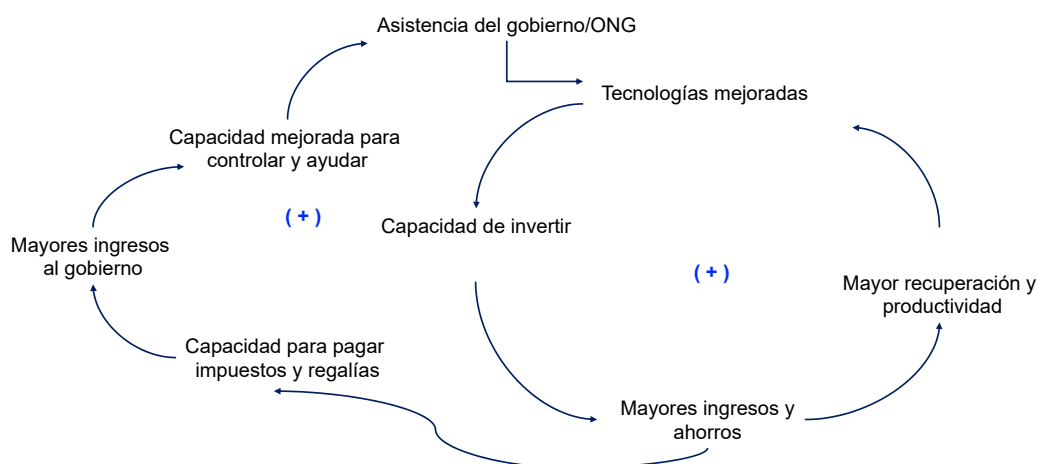 Asistencia del gobierno/ONG
Tecnologías mejoradas
Capacidad mejorada para
controlar y ayudar
( + )
Capacidad de invertir
Mayores ingresos
al gobierno
( + )
Mayor recuperación y
productividad
Capacidad para pagar
impuestos y regalías
Mayores ingresos y
ahorros